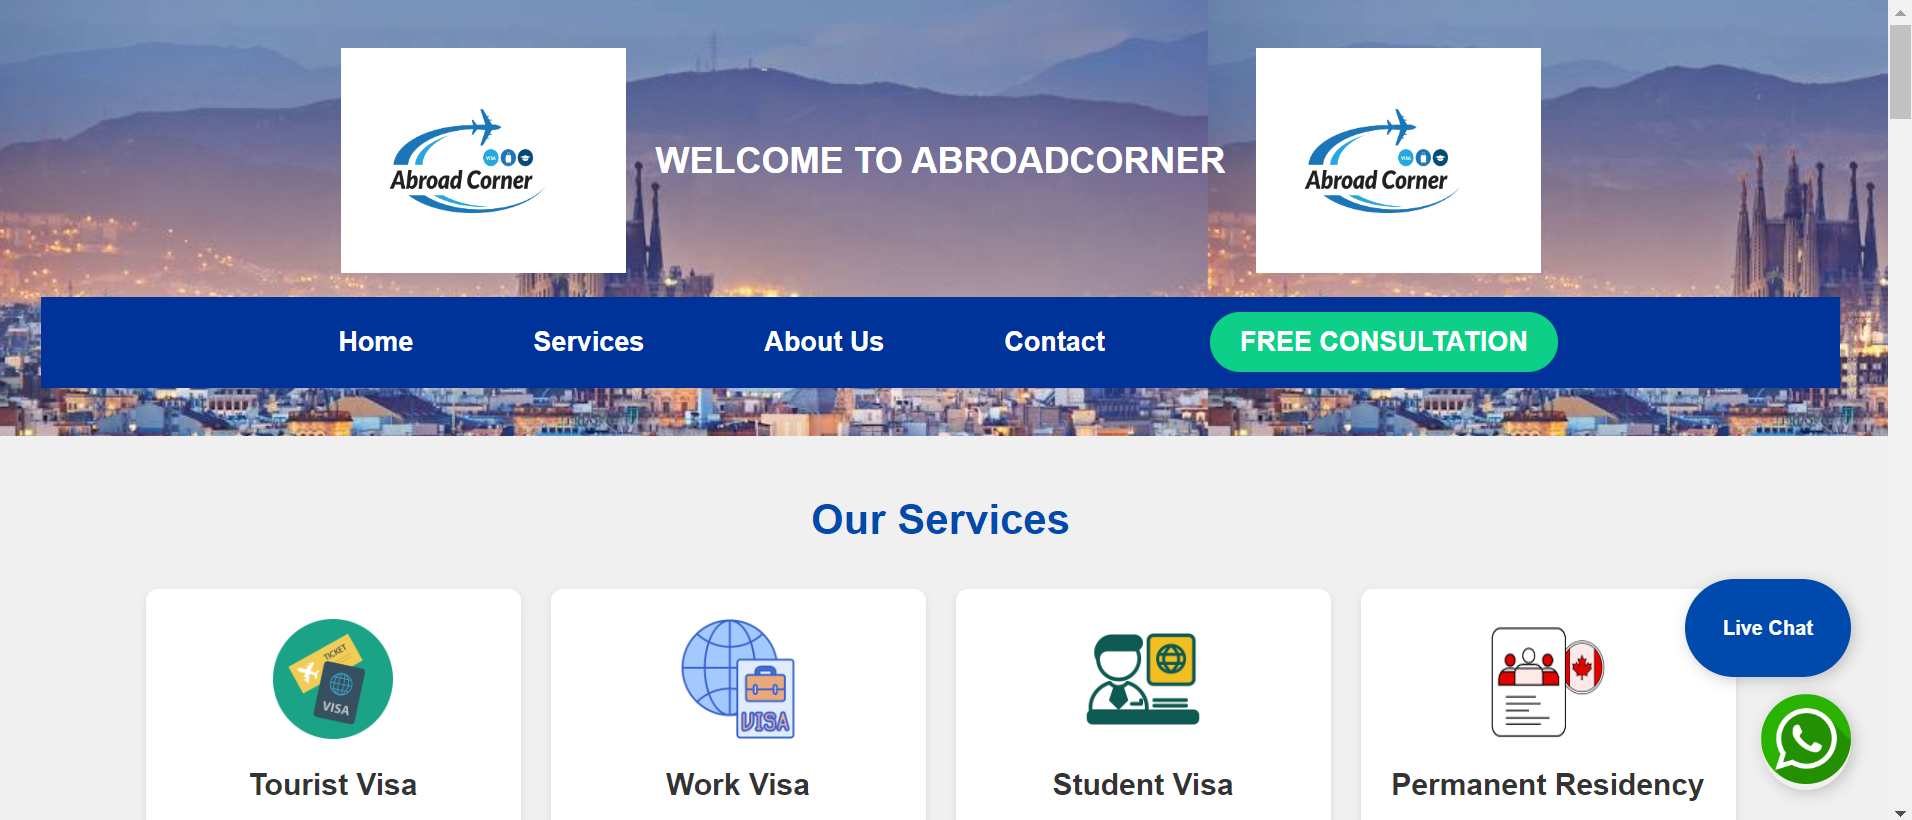 Abroad Corner
WELCOME TO ABROADCORNER
Abroad Corner
Home
Services
About Us
Contact
FREE CONSULTATION
Our Services
TICKET
VISA
VISA
Live Chat
Tourist Visa
Work Visa
Student Visa
Permanent Residency